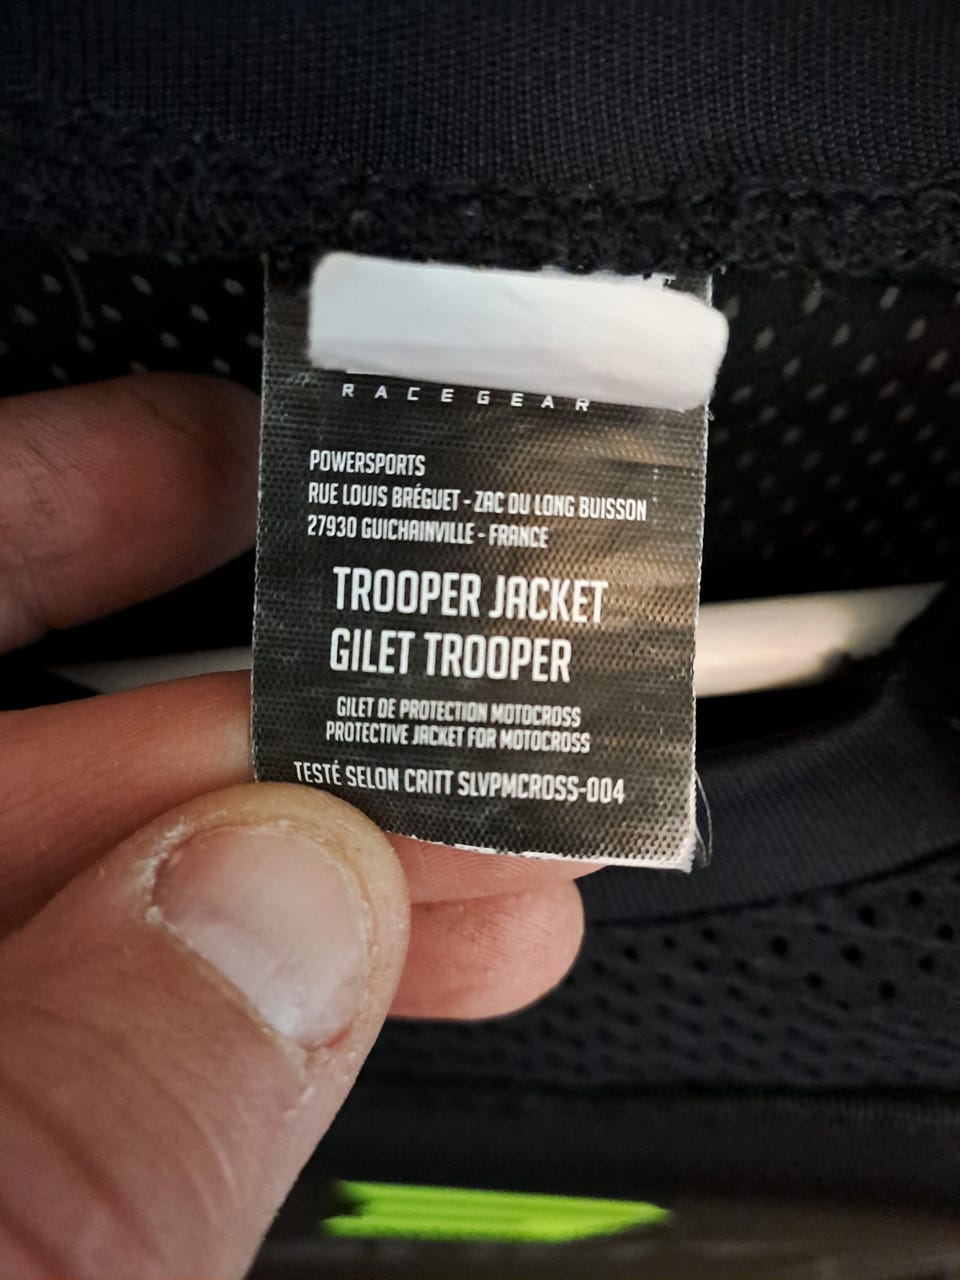 RACEGEAR
POWERSPORTS
RUE LOUIS BRÉGUET - ZAC DU LONG BUISSON
27930 GUICHAINVILLE - FRANCE
TROOPER JACKET
GILET TROOPER
GILET DE PROTECTION MOTOCROSS
PROTECTIVE JACKET FOR MOTOCROSS
TESTÉ SELON CRITT SLVPMCROSS-004